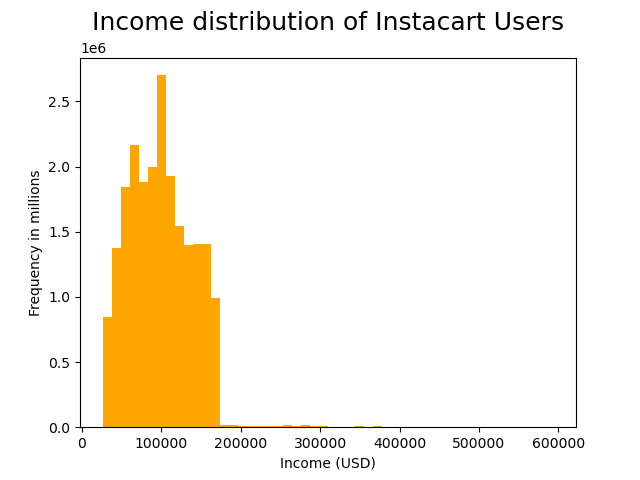 Income distribution of Instacart Users
1e6
Frequency in millions
2.5
2.0
1.5
1.0
0.5
0.0
0 100000 200000 300000 400000 500000 600000
Income (USD)